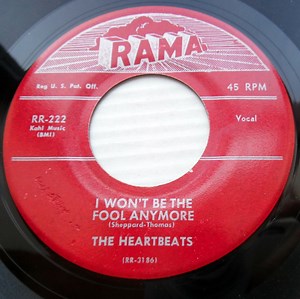 RAMA
Reg U. S. Pat. Off.
45 RPM
RR-222
Kahl Music
(BMI)
Vocal
I WON'T BE THE
FOOL ANYMORE
(Sheppard-Thomas)
THE HEARTBEATS
(RR-3186)